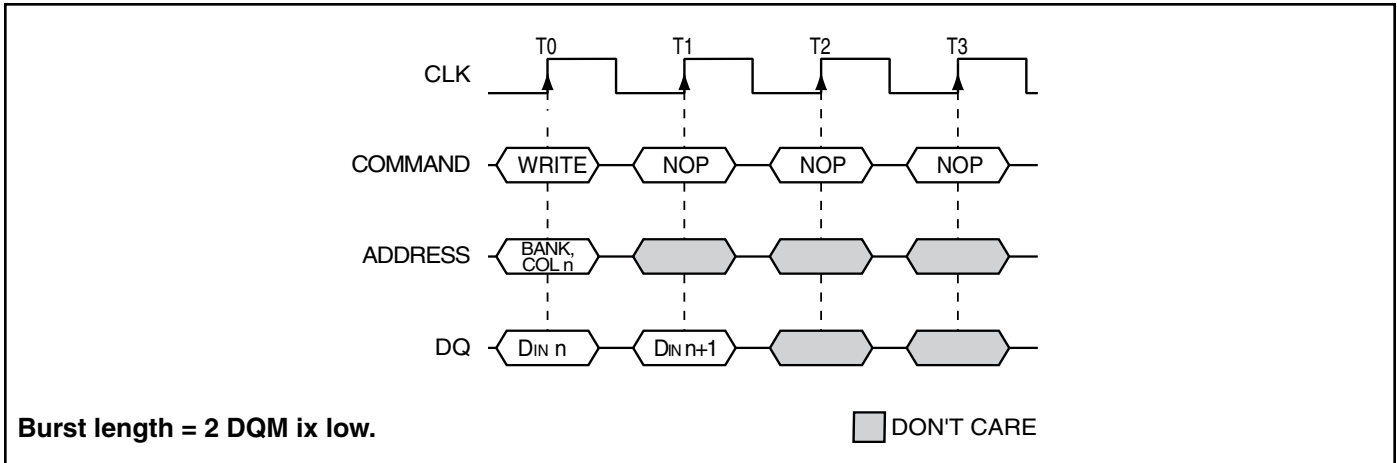 T0 T1 T2 T3
CLK
COMMAND WRITE NOP NOP NOP
ADDRESS BANK,
COL n
DQ DIN n DIN n+1
Burst length = 2 DQM ix low. DON'T CARE